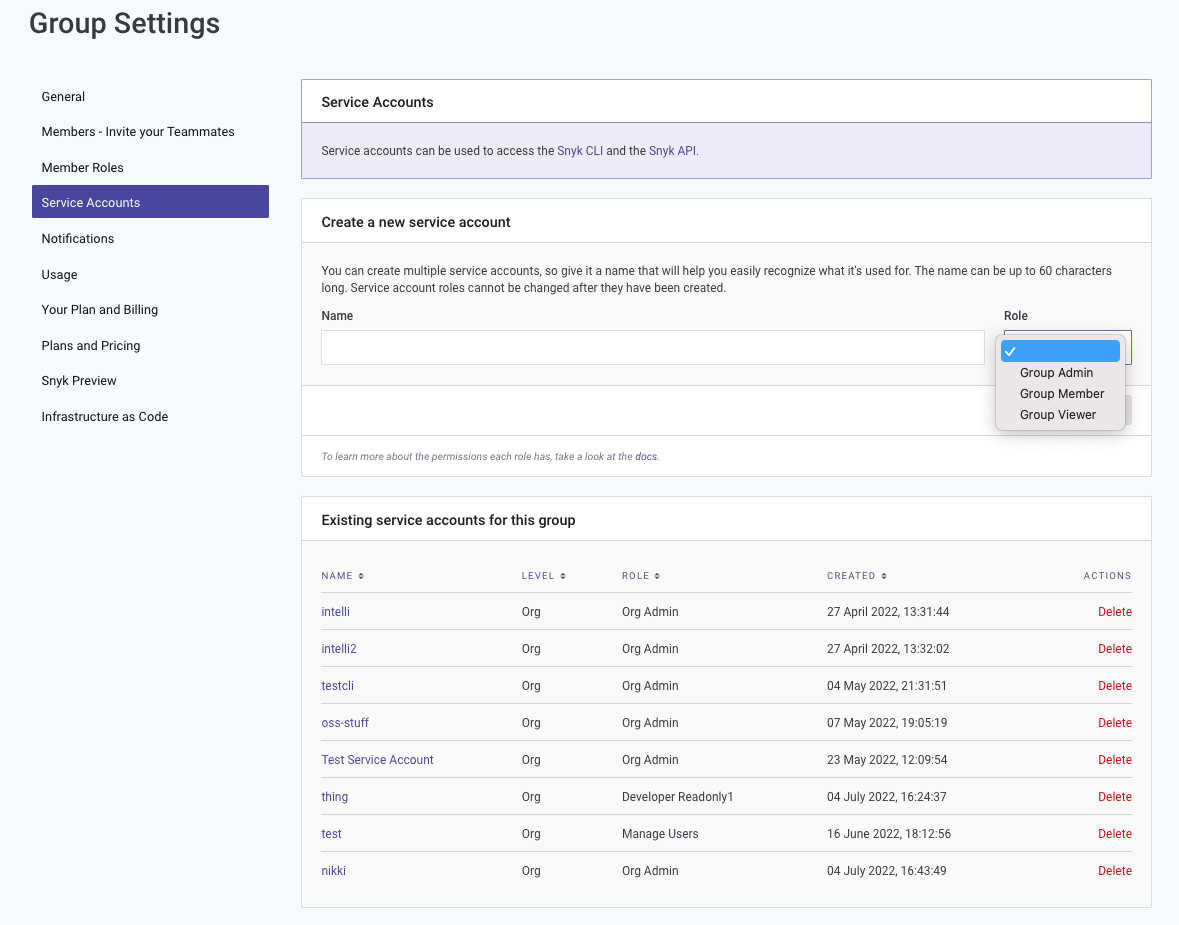 Group Settings
General
Members - Invite your Teammates
Member Roles
Service Accounts
Notifications
Usage
Your Plan and Billing
Plans and Pricing
Snyk Preview
Infrastructure as Code
Service Accounts
Service accounts can be used to access the Snyk CLI and the Snyk API.
Create a new service account
You can create multiple service accounts, so give it a name that will help you easily recognize what it's used for. The name can be up to 60 characters
long. Service account roles cannot be changed after they have been created.
Name Role
Group Admin
Group Member
Group Viewer
To learn more about the permissions each role has, take a look at the docs.
Existing service accounts for this group
NAME LEVEL ROLE CREATED ACTIONS
intelli Org Org Admin 27 April 2022, 13:31:44 Delete
intelli2 Org Org Admin 27 April 2022, 13:32:02 Delete
testcli Org Org Admin 04 May 2022, 21:31:51 Delete
oss-stuff Org Org Admin 07 May 2022, 19:05:19 Delete
Test Service Account Org Org Admin 23 May 2022, 12:09:54 Delete
thing Org Developer Readonly1 04 July 2022, 16:24:37 Delete
test Org Manage Users 16 June 2022, 18:12:56 Delete
nikki Org Org Admin 04 July 2022, 16:43:49 Delete